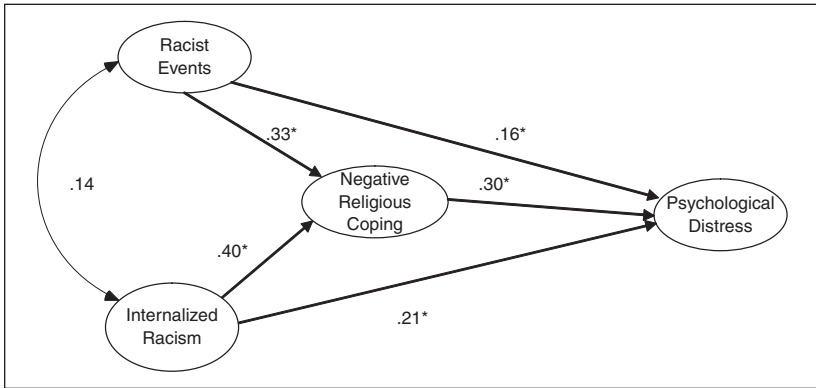 Racist
Events
.33*
.16*
.14
Negative
Religious
Coping
.30*
Psychological
Distress
.40*
Internalized
Racism
.21*